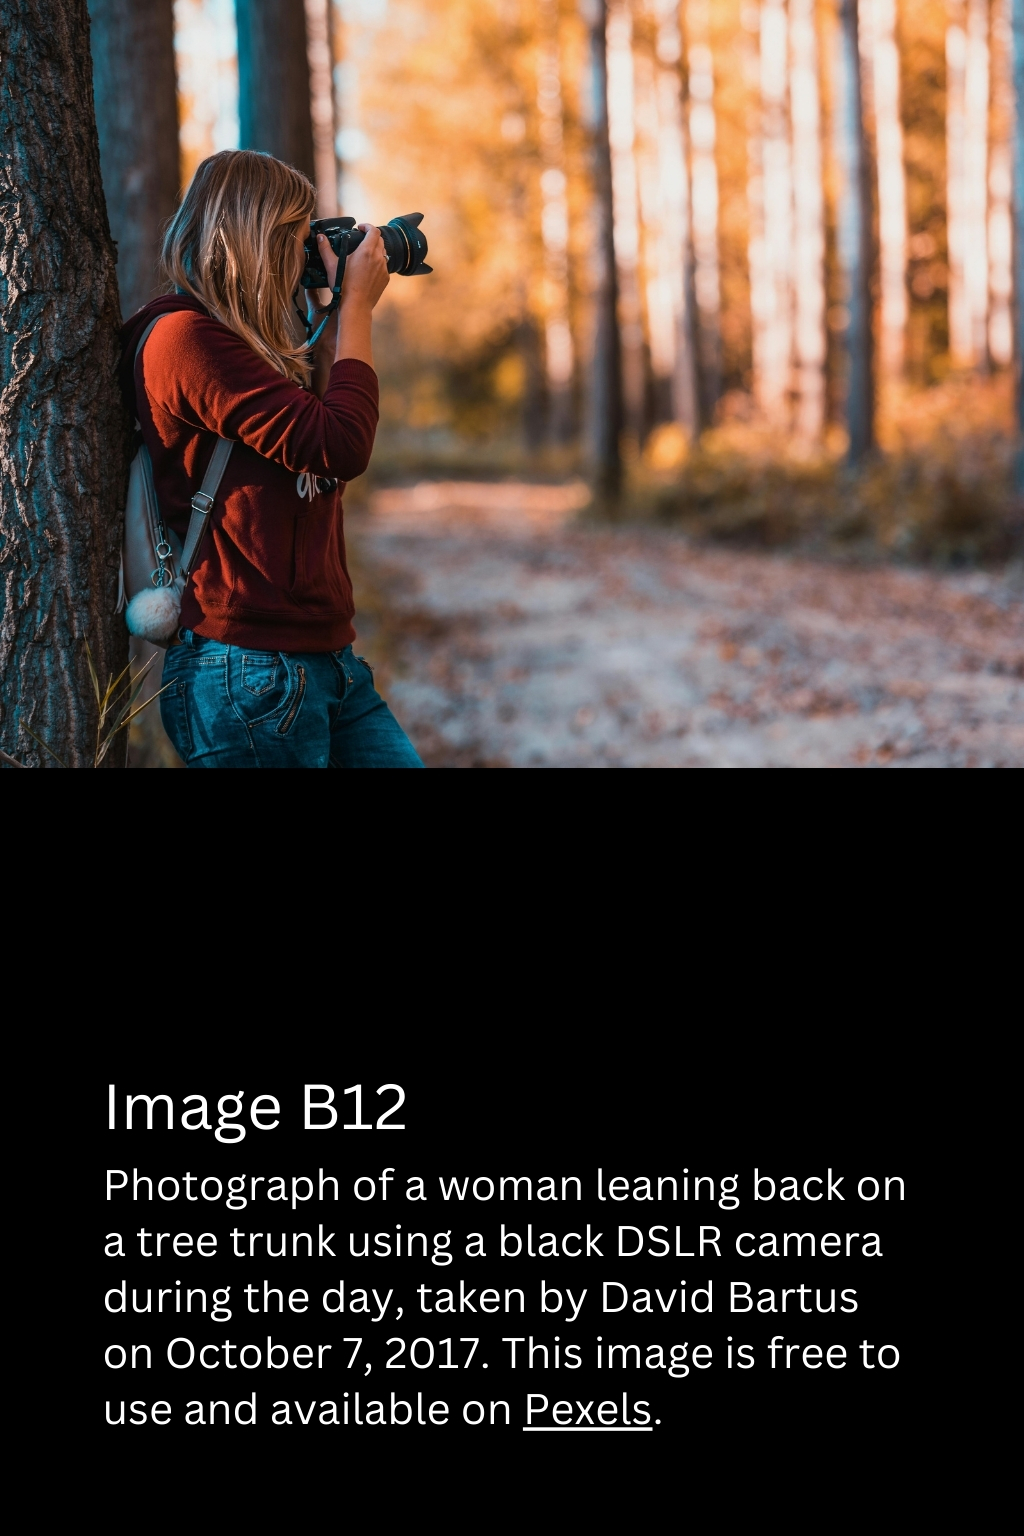 Image B12
Photograph of a woman leaning back on
a tree trunk using a black DSLR camera
during the day, taken by David Bartus
on October 7, 2017. This image is free to
use and available on Pexels.